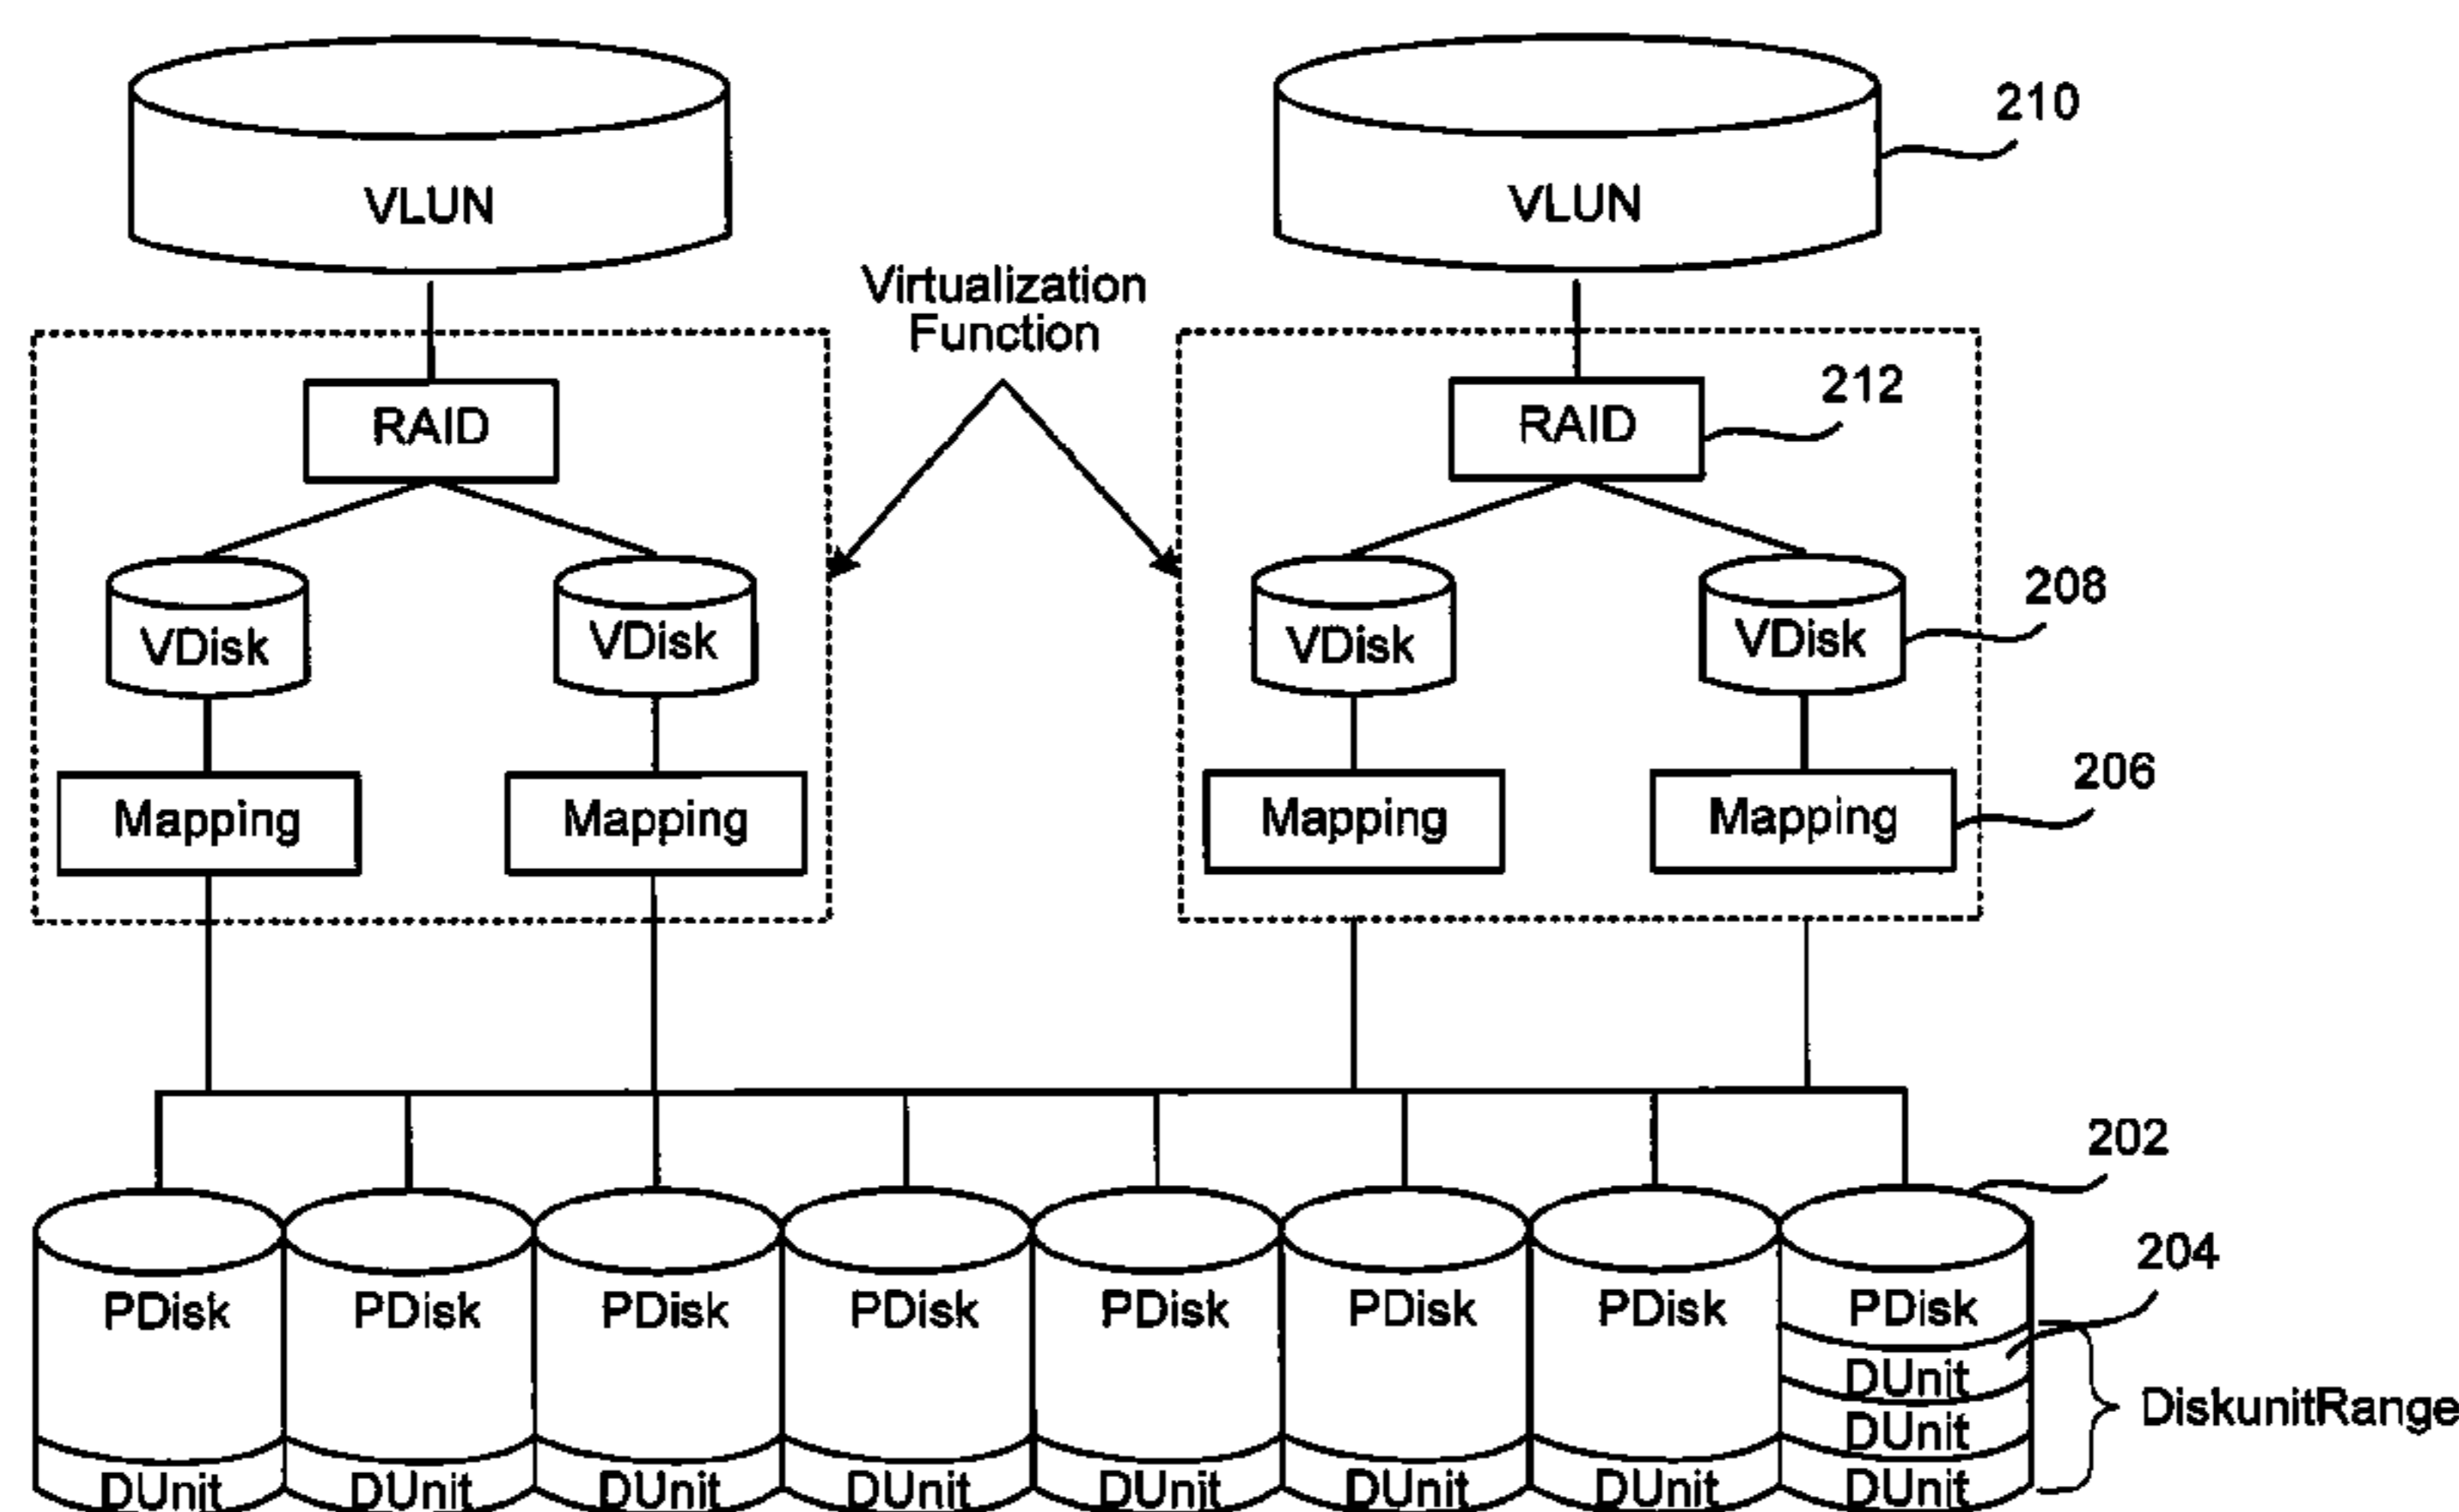 VLUN
VLUN
210
Virtualization
Function
RAID
RAID
212
VDisk
VDisk
VDisk
VDisk
208
Mapping
Mapping
Mapping
Mapping
206
202
204
PDisk
PDisk
PDisk
PDisk
PDisk
PDisk
PDisk
PDisk
DUnit
DUnit
DiskunitRange
DUnit
DUnit
DUnit
DUnit
DUnit
DUnit
DUnit
DUnit